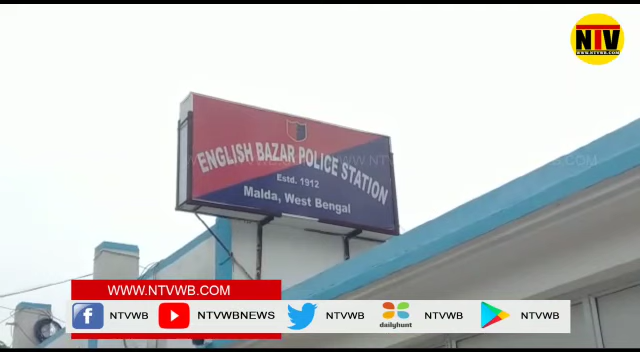 NTV
WWW.NTVWB.COM
ENGLISH BAZAR POLICE STATION
Estd. 1912
Malda, West Bengal
WWW.NTVWB.COM
NTVWB
NTVWBNEWS
NTVWB
dailyhunt
NTVWB
NTVWB